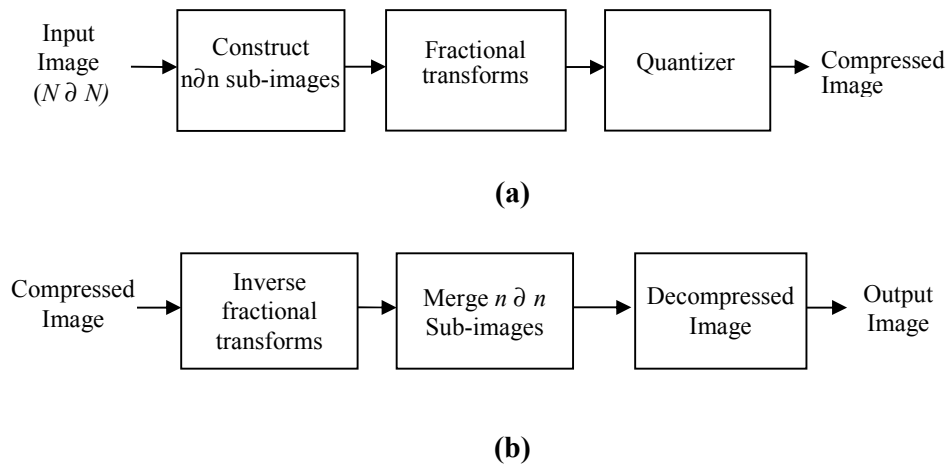 Input
Image
(N ∂ N)
Construct
n∂n sub-images
Fractional
transforms
Quantizer
Compressed
Image
(a)
Compressed
Image
Inverse
fractional
transforms
Merge n ∂ n
Sub-images
Decompressed
Image
Output
Image
(b)